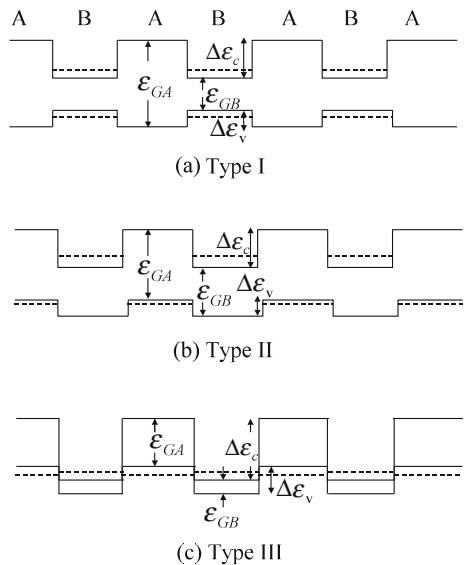 A B A B A B A
Δε_c
ε_GA
ε_GB
Δε_v
(a) Type I
Δε_c
ε_GA
Δε_v
ε_GB
(b) Type II
ε_GA
Δε_c
Δε_v
ε_GB
(c) Type III